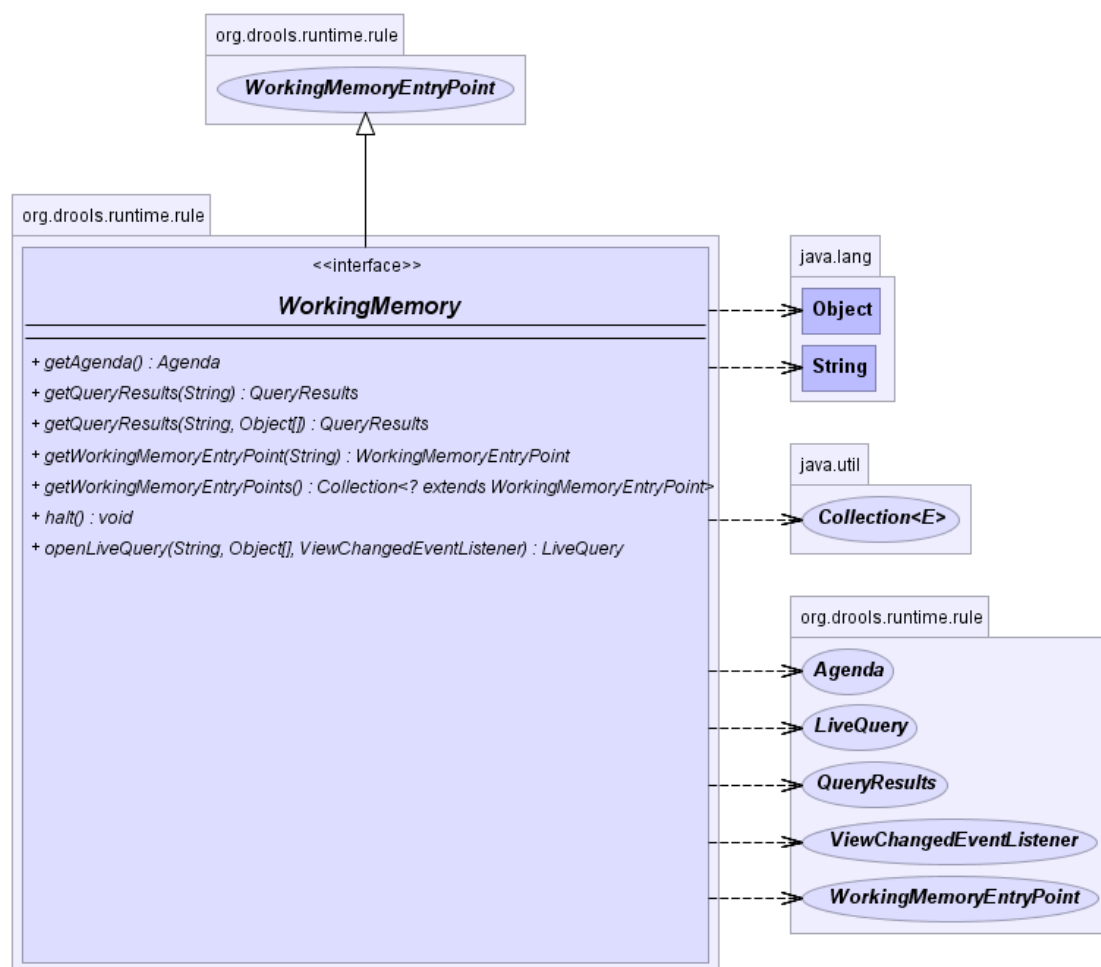 org.drools.runtime.rule
WorkingMemoryEntryPoint
org.drools.runtime.rule
<<interface>>
WorkingMemory
+ getAgenda() : Agenda
+ getQueryResults(String) : QueryResults
+ getQueryResults(String, Object[]) : QueryResults
+ getWorkingMemoryEntryPoint(String) : WorkingMemoryEntryPoint
+ getWorkingMemoryEntryPoints() : Collection<? extends WorkingMemoryEntryPoint>
+ halt() : void
+ openLiveQuery(String, Object[], ViewChangedEventListener) : LiveQuery
java.lang
Object
String
java.util
Collection<E>
org.drools.runtime.rule
Agenda
LiveQuery
QueryResults
ViewChangedEventListener
WorkingMemoryEntryPoint